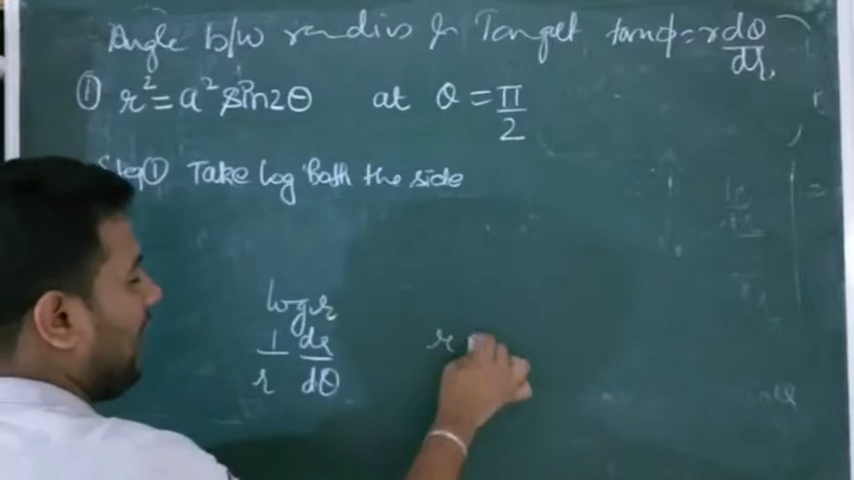 Angle b/w radius & Tanget tanφ = r dθ/dr
① r² = a² sin2θ at θ = π/2
Step① Take log Both the side
log r
1/r dr/dθ r